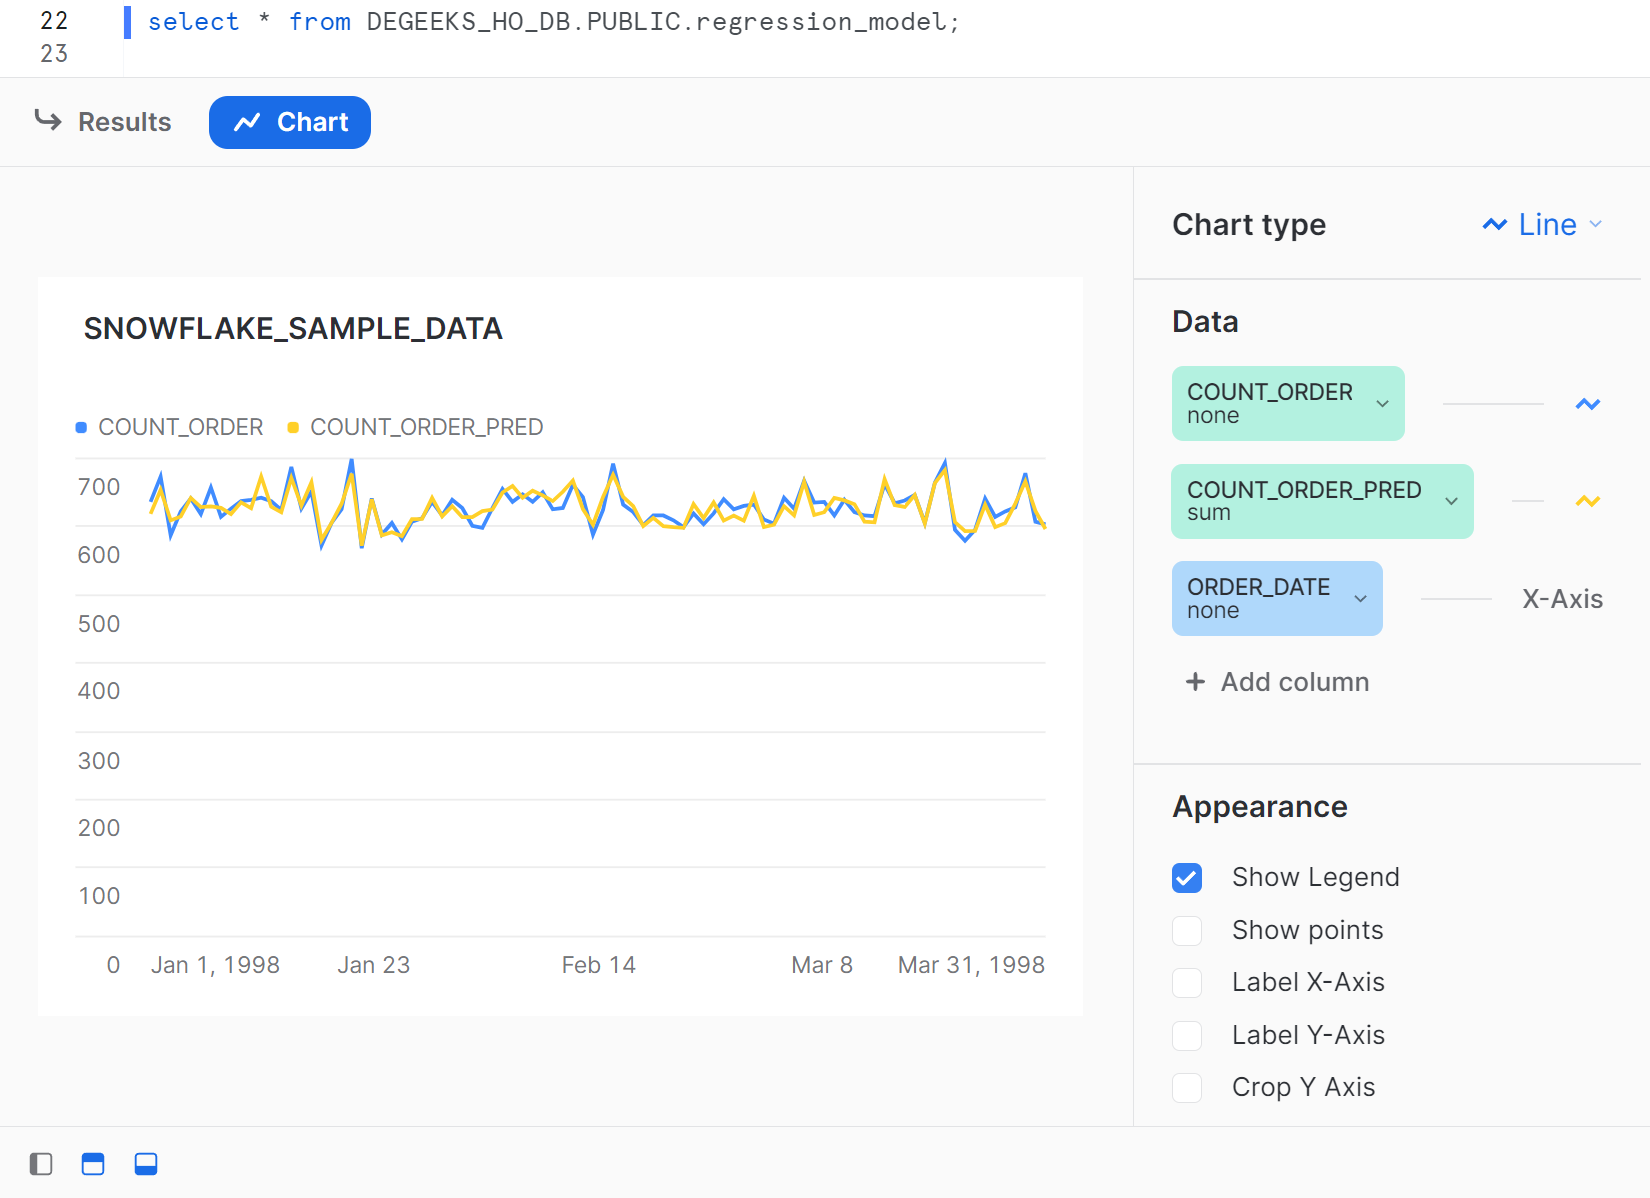 22 select * from DEGEEKS_HO_DB.PUBLIC.regression_model;
23
Results
Chart
SNOWFLAKE_SAMPLE_DATA
COUNT_ORDER COUNT_ORDER_PRED
700
600
500
400
300
200
100
0 Jan 1, 1998 Jan 23 Feb 14 Mar 8 Mar 31, 1998
Chart type Line
Data
COUNT_ORDER
none
COUNT_ORDER_PRED
sum
ORDER_DATE
none
X-Axis
+ Add column
Appearance
Show Legend
Show points
Label X-Axis
Label Y-Axis
Crop Y Axis